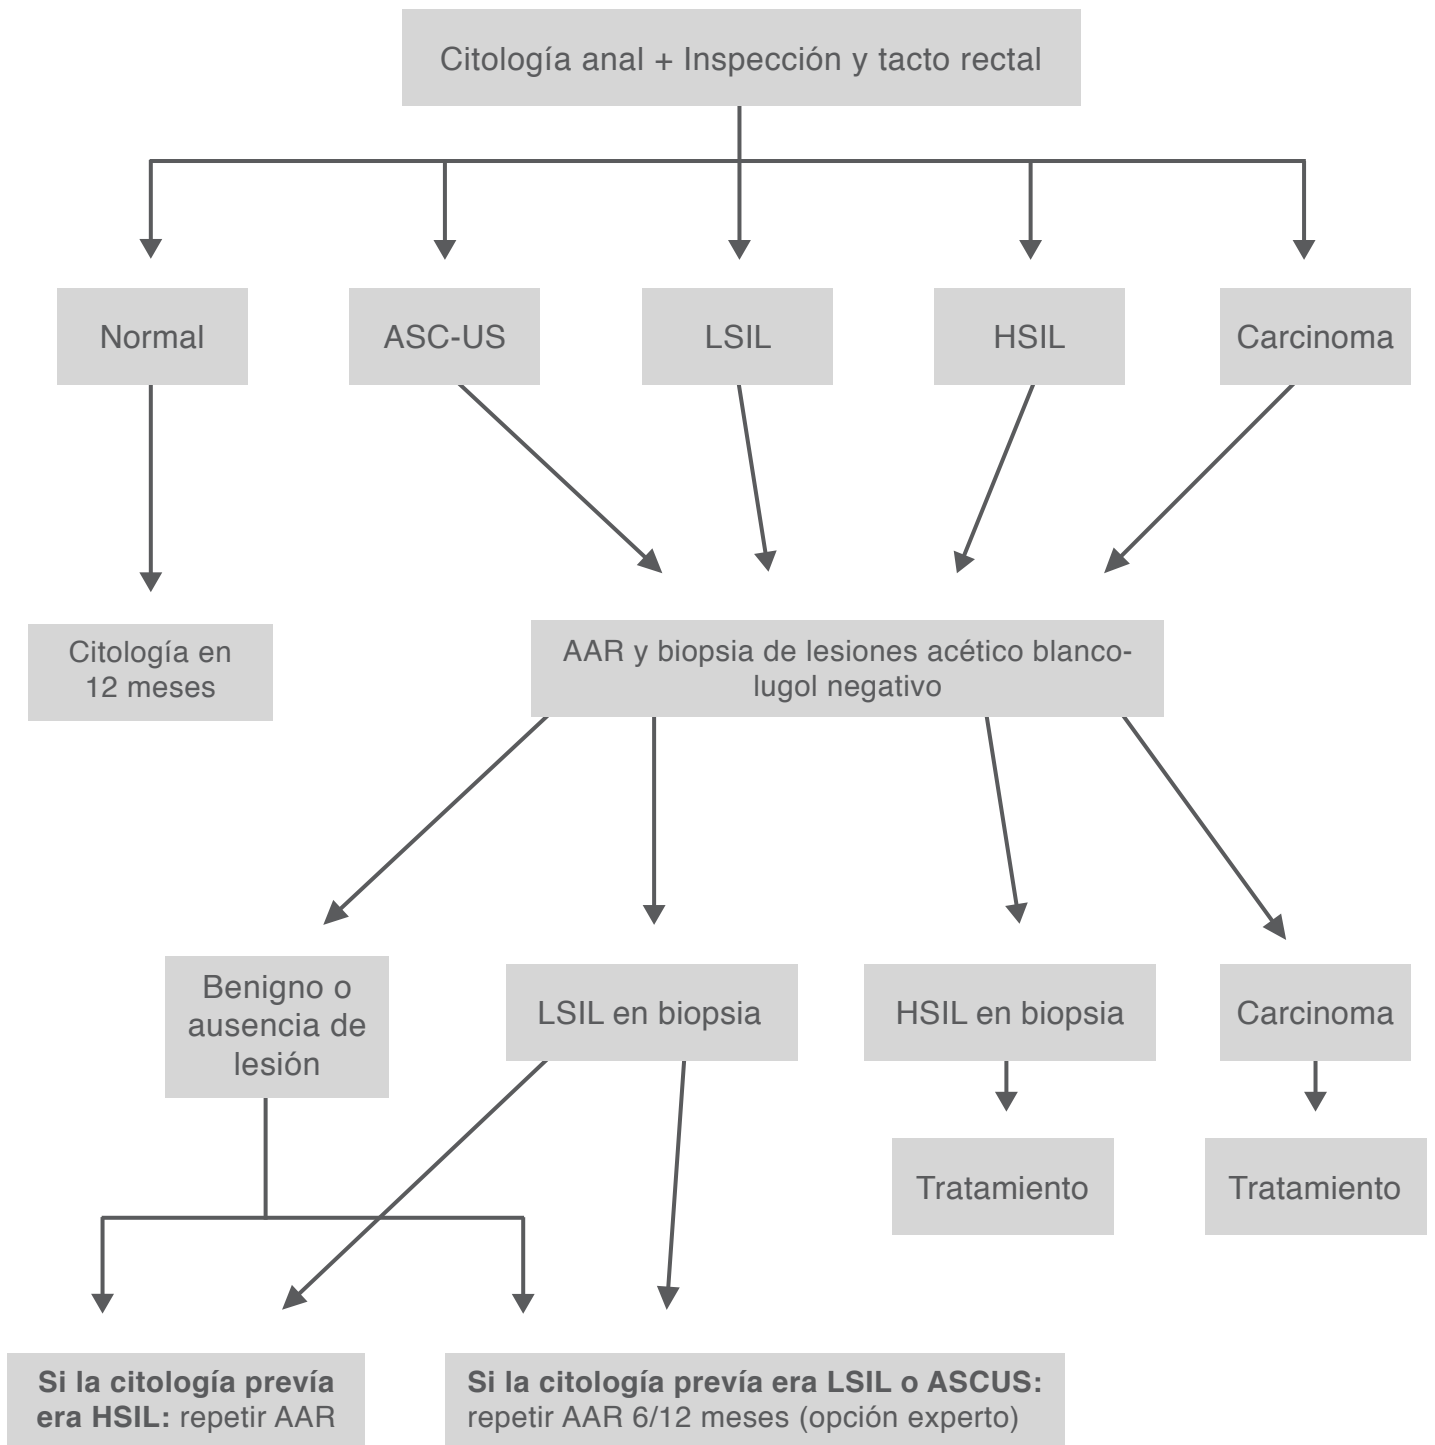 Citología anal + Inspección y tacto rectal
Normal
ASC-US
LSIL
HSIL
Carcinoma
Citología en
12 meses
AAR y biopsia de lesiones acético blanco-
lugol negativo
Benigno o
ausencia de
lesión
LSIL en biopsia
HSIL en biopsia
Carcinoma
Tratamiento
Tratamiento
Si la citología prevía
era HSIL: repetir AAR
Si la citología prevía era LSIL o ASCUS:
repetir AAR 6/12 meses (opción experto)